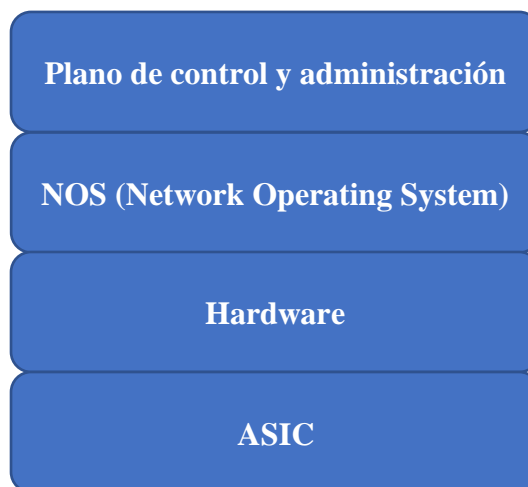 Plano de control y administración
NOS (Network Operating System)
Hardware
ASIC